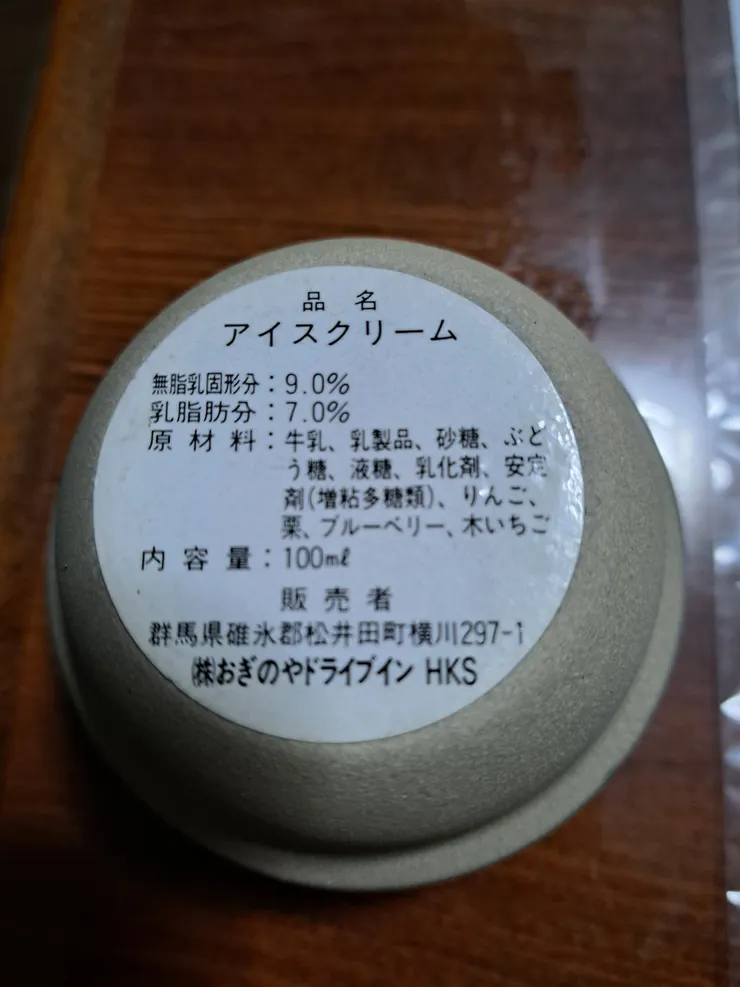 品名
アイスクリーム
無脂乳固形分：9.0%
乳脂肪分：7.0%
原材料：牛乳、乳製品、砂糖、ぶど
う糖、液糖、乳化剤、安定
剤(増粘多糖類)、りんご、
栗、ブルーベリー、木いちご
内容量：100mℓ
販売者
群馬県碓氷郡松井田町横川297-1
㈱おぎのやドライブイン HKS